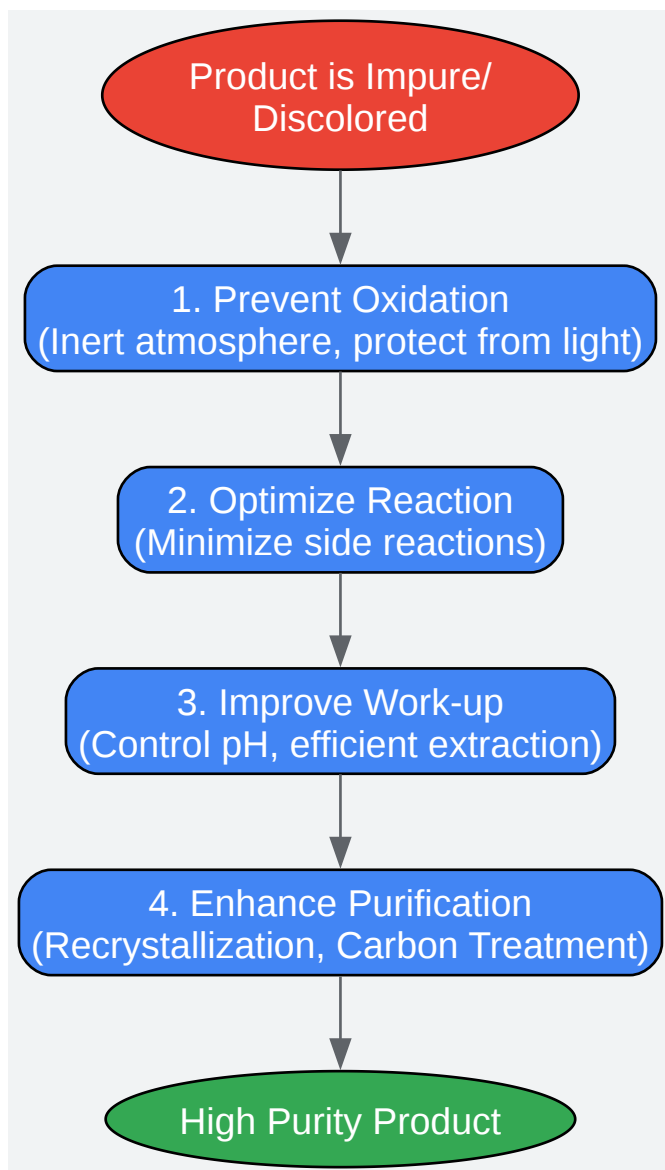 Product is Impure/
Discolored
1. Prevent Oxidation
(Inert atmosphere, protect from light)
2. Optimize Reaction
(Minimize side reactions)
3. Improve Work-up
(Control pH, efficient extraction)
4. Enhance Purification
(Recrystallization, Carbon Treatment)
High Purity Product